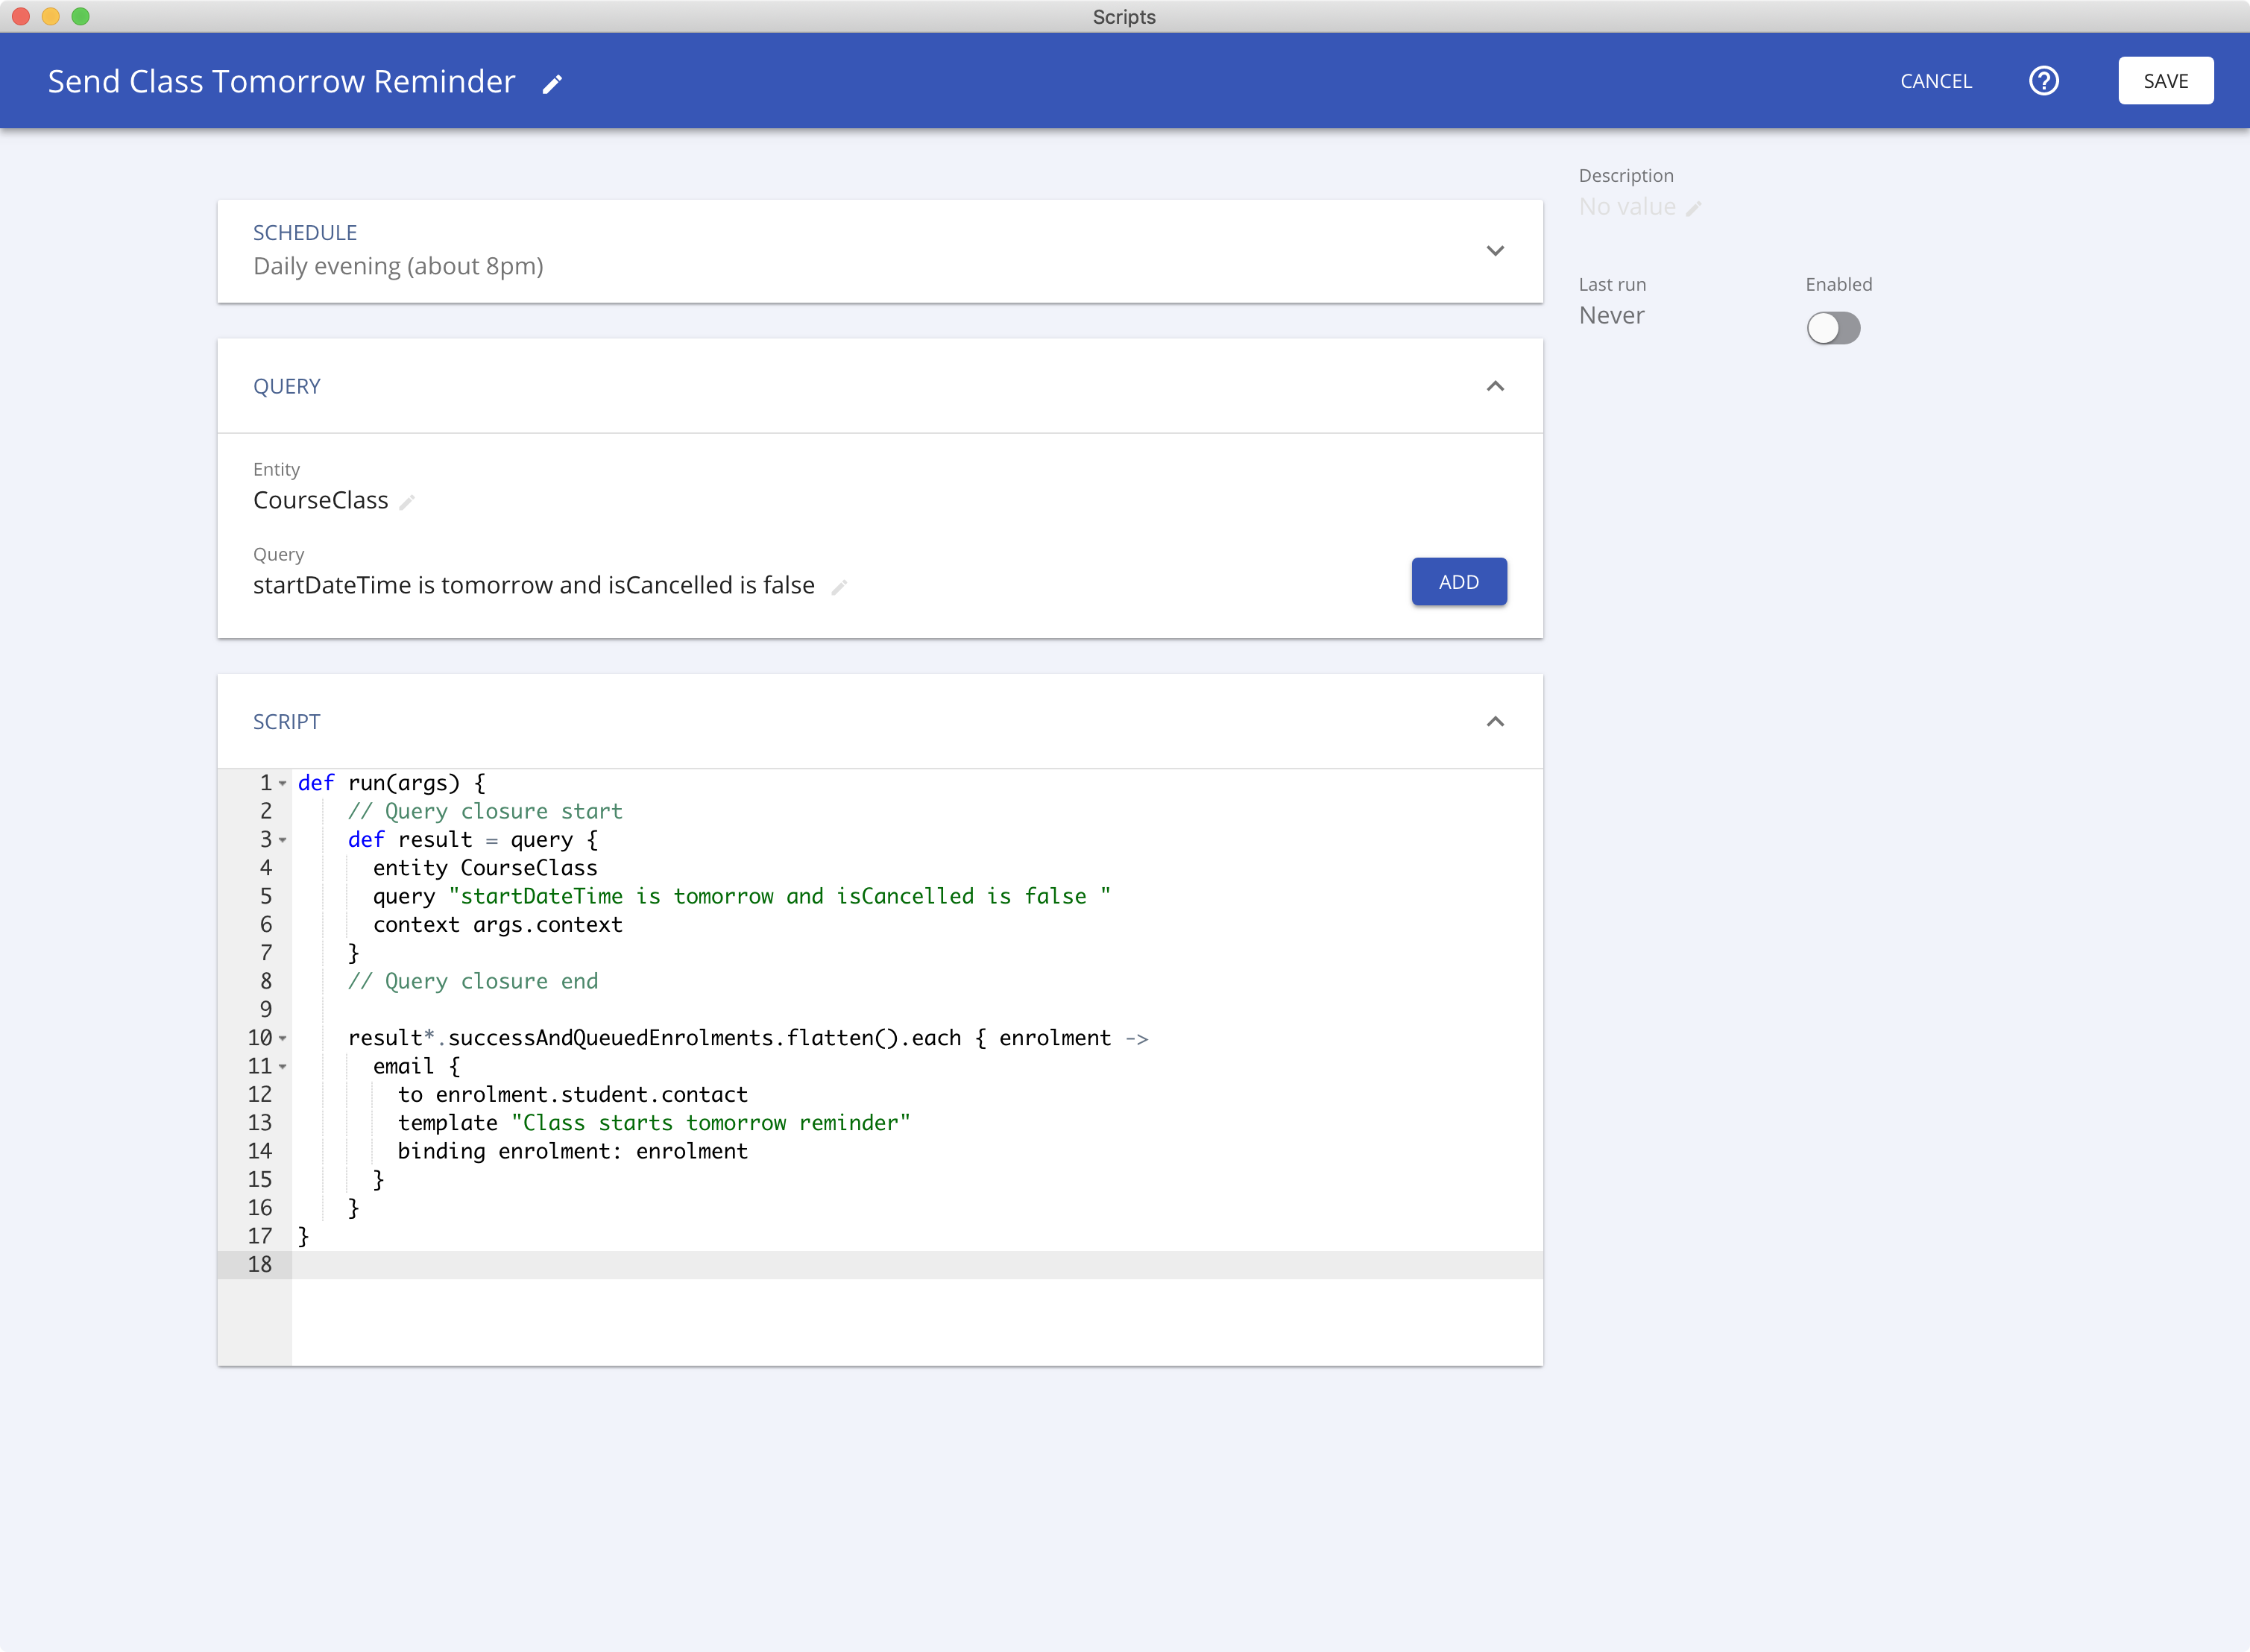 Scripts
Send Class Tomorrow Reminder
CANCEL
SAVE
Description
No value
SCHEDULE
Daily evening (about 8pm)
Last run
Never
Enabled
QUERY
Entity
CourseClass
Query
startDateTime is tomorrow and isCancelled is false
ADD
SCRIPT
1 def run(args) {
2 // Query closure start
3 def result = query {
4 entity CourseClass
5 query "startDateTime is tomorrow and isCancelled is false "
6 context args.context
7 }
8 // Query closure end
9
10 result*.successAndQueuedEnrolments.flatten().each { enrolment ->
11 email {
12 to enrolment.student.contact
13 template "Class starts tomorrow reminder"
14 binding enrolment: enrolment
15 }
16 }
17 }
18